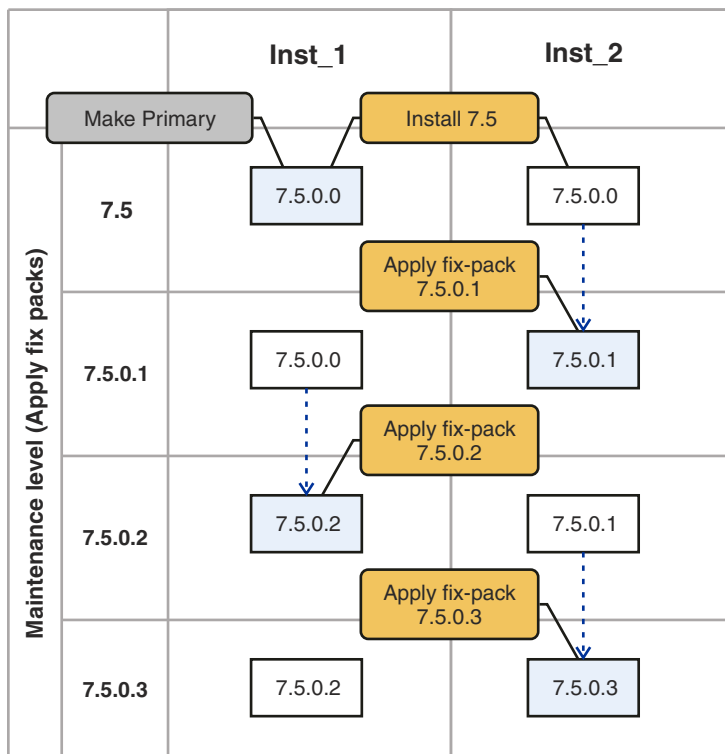 Inst_1
Inst_2
Make Primary
Install 7.5
Maintenance level (Apply fix packs)
7.5
7.5.0.0
7.5.0.0
Apply fix-pack
7.5.0.1
7.5.0.1
7.5.0.0
7.5.0.1
Apply fix-pack
7.5.0.2
7.5.0.2
7.5.0.2
7.5.0.1
Apply fix-pack
7.5.0.3
7.5.0.3
7.5.0.2
7.5.0.3